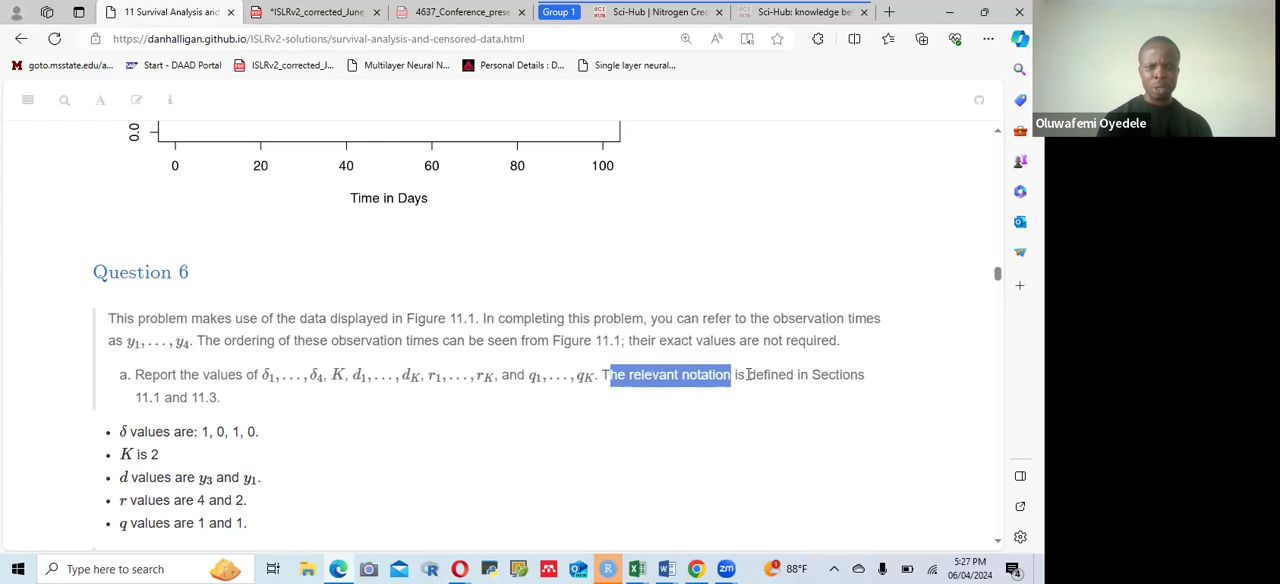 11 Survival Analysis and
*ISLRv2_corrected_June_
4637_Conference_prese
Group 1
SCI HUB
Sci-Hub | Nitrogen Cred
SCI HUB
Sci-Hub: knowledge be
https://danhalligan.github.io/ISLRv2-solutions/survival-analysis-and-censored-data.html
goto.msstate.edu/a...
Start - DAAD Portal
ISLRv2_corrected_J...
Multilayer Neural N...
Personal Details : D...
Single layer neural...
Oluwafemi Oyedele
0.0
0 20 40 60 80 100
Time in Days
Question 6
This problem makes use of the data displayed in Figure 11.1. In completing this problem, you can refer to the observation times
as y₁, …, y₄. The ordering of these observation times can be seen from Figure 11.1; their exact values are not required.
a. Report the values of δ₁, …, δ₄, K, d₁, …, d_K, r₁, …, r_K, and q₁, …, q_K. The relevant notation is defined in Sections
11.1 and 11.3.
• δ values are: 1, 0, 1, 0.
• K is 2
• d values are y₃ and y₁.
• r values are 4 and 2.
• q values are 1 and 1.
Type here to search
88°F
5:27 PM
06/04/2024
4